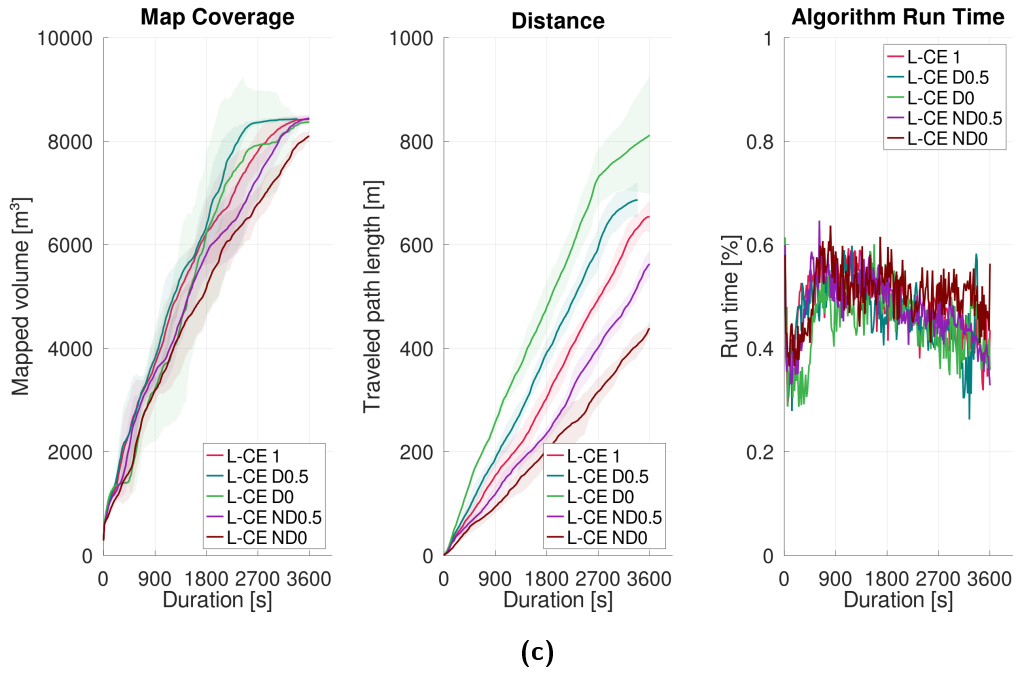 Map Coverage
10000
8000
6000
4000
2000
0
Mapped volume [m³]
0 900 1800 2700 3600
Duration [s]
L-CE 1
L-CE D0.5
L-CE D0
L-CE ND0.5
L-CE ND0
Distance
1000
800
600
400
200
0
Traveled path length [m]
0 900 1800 2700 3600
Duration [s]
L-CE 1
L-CE D0.5
L-CE D0
L-CE ND0.5
L-CE ND0
Algorithm Run Time
1
0.8
0.6
0.4
0.2
0
Run time [%]
0 900 1800 2700 3600
Duration [s]
L-CE 1
L-CE D0.5
L-CE D0
L-CE ND0.5
L-CE ND0
(c)